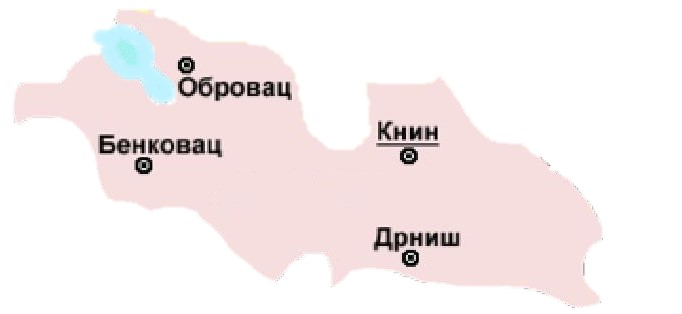 Обровац
Бенковац
Книн
Дрниш